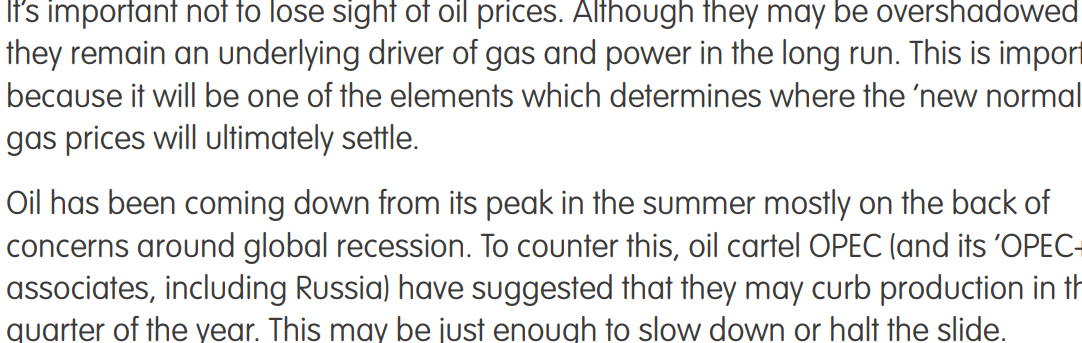 It's important not to lose sight of oil prices. Although they may be overshadowed
they remain an underlying driver of gas and power in the long run. This is import
because it will be one of the elements which determines where the ‘new normal
gas prices will ultimately settle.
Oil has been coming down from its peak in the summer mostly on the back of
concerns around global recession. To counter this, oil cartel OPEC (and its ‘OPEC+
associates, including Russia) have suggested that they may curb production in th
quarter of the year. This may be just enough to slow down or halt the slide.